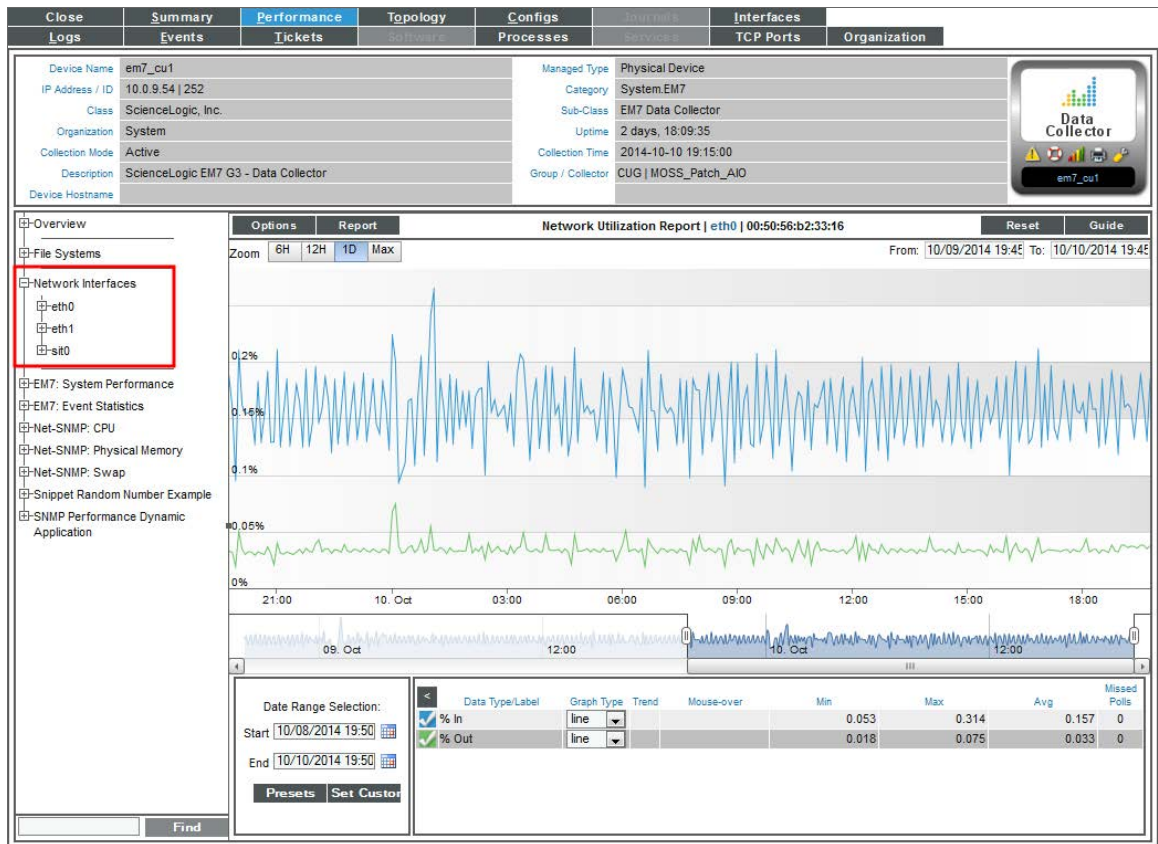 Close Summary Performance Topology Configs Journals Interfaces
Logs Events Tickets Software Processes Services TCP Ports Organization
Device Name em7_cu1 Managed Type Physical Device
IP Address / ID 10.0.9.54 | 252 Category System.EM7
Class ScienceLogic, Inc. Sub-Class EM7 Data Collector
Organization System Uptime 2 days, 18:09:35
Collection Mode Active Collection Time 2014-10-10 19:15:00
Description ScienceLogic EM7 G3 - Data Collector Group / Collector CUG | MOSS_Patch_AIO
Device Hostname
Data
Collector
em7_cu1
Overview
File Systems
Network Interfaces
eth0
eth1
sit0
EM7: System Performance
EM7: Event Statistics
Net-SNMP: CPU
Net-SNMP: Physical Memory
Net-SNMP: Swap
Snippet Random Number Example
SNMP Performance Dynamic
Application
Find
Options Report Network Utilization Report | eth0 | 00:50:56:b2:33:16 Reset Guide
Zoom 6H 12H 1D Max From: 10/09/2014 19:45 To: 10/10/2014 19:45
0.2%
0.15%
0.1%
0.05%
0%
21:00 10. Oct 03:00 06:00 09:00 12:00 15:00 18:00
09. Oct 12:00 10. Oct 12:00
Date Range Selection:
Start 10/08/2014 19:50
End 10/10/2014 19:50
Presets Set Custor
< Data Type/Label Graph Type Trend Mouse-over Min Max Avg Missed Polls
% In line 0.053 0.314 0.157 0
% Out line 0.018 0.075 0.033 0